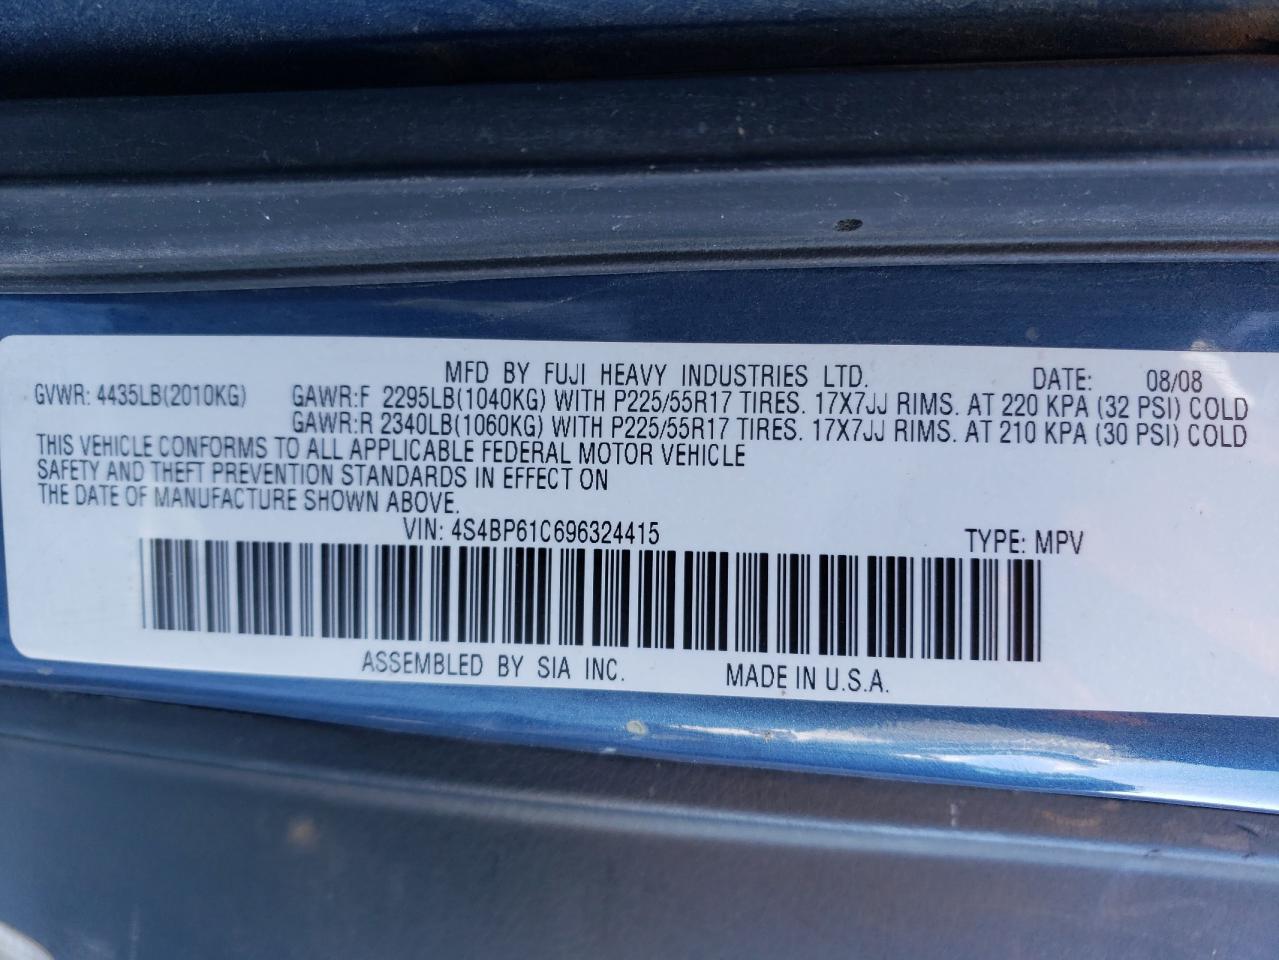 MFD BY FUJI HEAVY INDUSTRIES LTD. DATE: 08/08
GVWR: 4435LB(2010KG) GAWR:F 2295LB(1040KG) WITH P225/55R17 TIRES. 17X7JJ RIMS. AT 220 KPA (32 PSI) COLD
GAWR:R 2340LB(1060KG) WITH P225/55R17 TIRES. 17X7JJ RIMS. AT 210 KPA (30 PSI) COLD
THIS VEHICLE CONFORMS TO ALL APPLICABLE FEDERAL MOTOR VEHICLE
SAFETY AND THEFT PREVENTION STANDARDS IN EFFECT ON
THE DATE OF MANUFACTURE SHOWN ABOVE.
VIN: 4S4BP61C696324415 TYPE: MPV
ASSEMBLED BY SIA INC. MADE IN U.S.A.